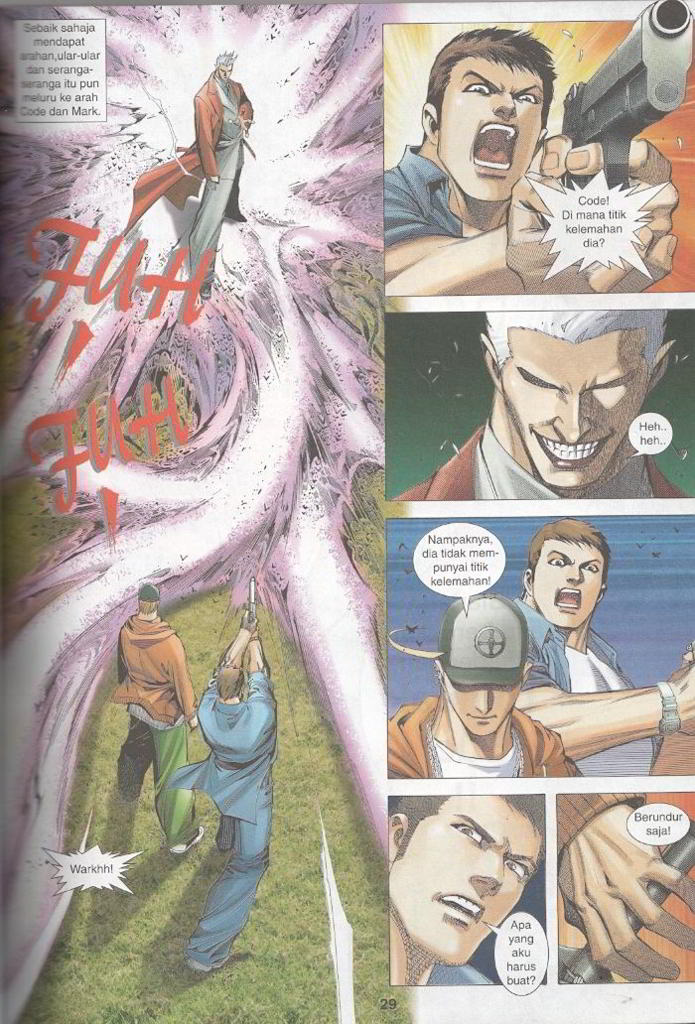 Sebaik sahaja
mendapat
arahan,ular-ular
dan seranga-
seranga itu pun
meluru ke arah
Code dan Mark.
FUH
!
FUH
!
Warkhh!
Code!
Di mana titik
kelemahan
dia?
Heh..
heh..
Nampaknya,
dia tidak mem-
punyai titik
kelemahan!
Apa
yang
aku
harus
buat?
Berundur
saja!
29